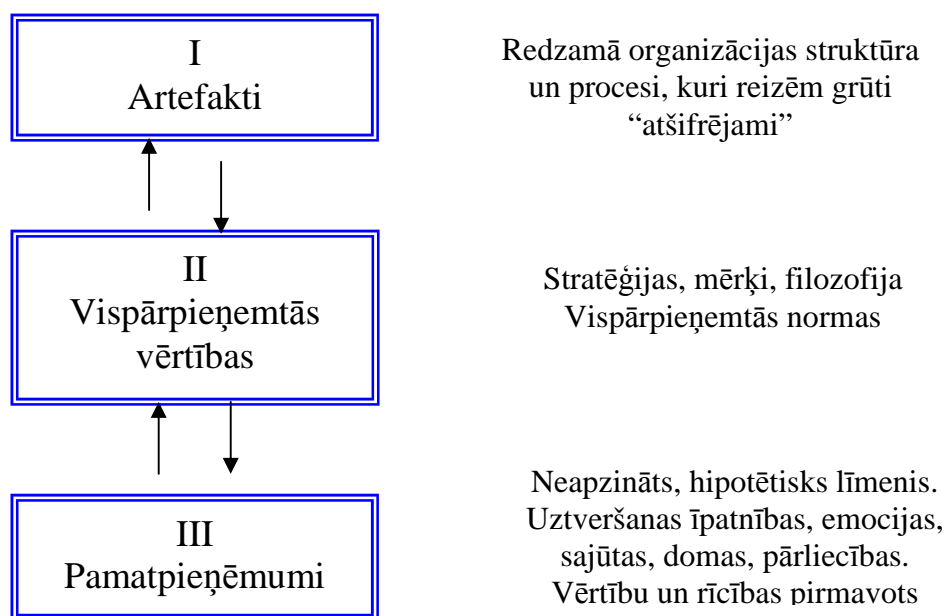 I
Artefakti
Redzamā organizācijas struktūra
un procesi, kuri reizēm grūti
“atšifrējami”
II
Vispārpieņemtās
vērtības
Stratēģijas, mērķi, filozofija
Vispārpieņemtās normas
III
Pamatpieņēmumi
Neapzināts, hipotētisks līmenis.
Uztveršanas īpatnības, emocijas,
sajūtas, domas, pārliecības.
Vērtību un rīcības pirmavots